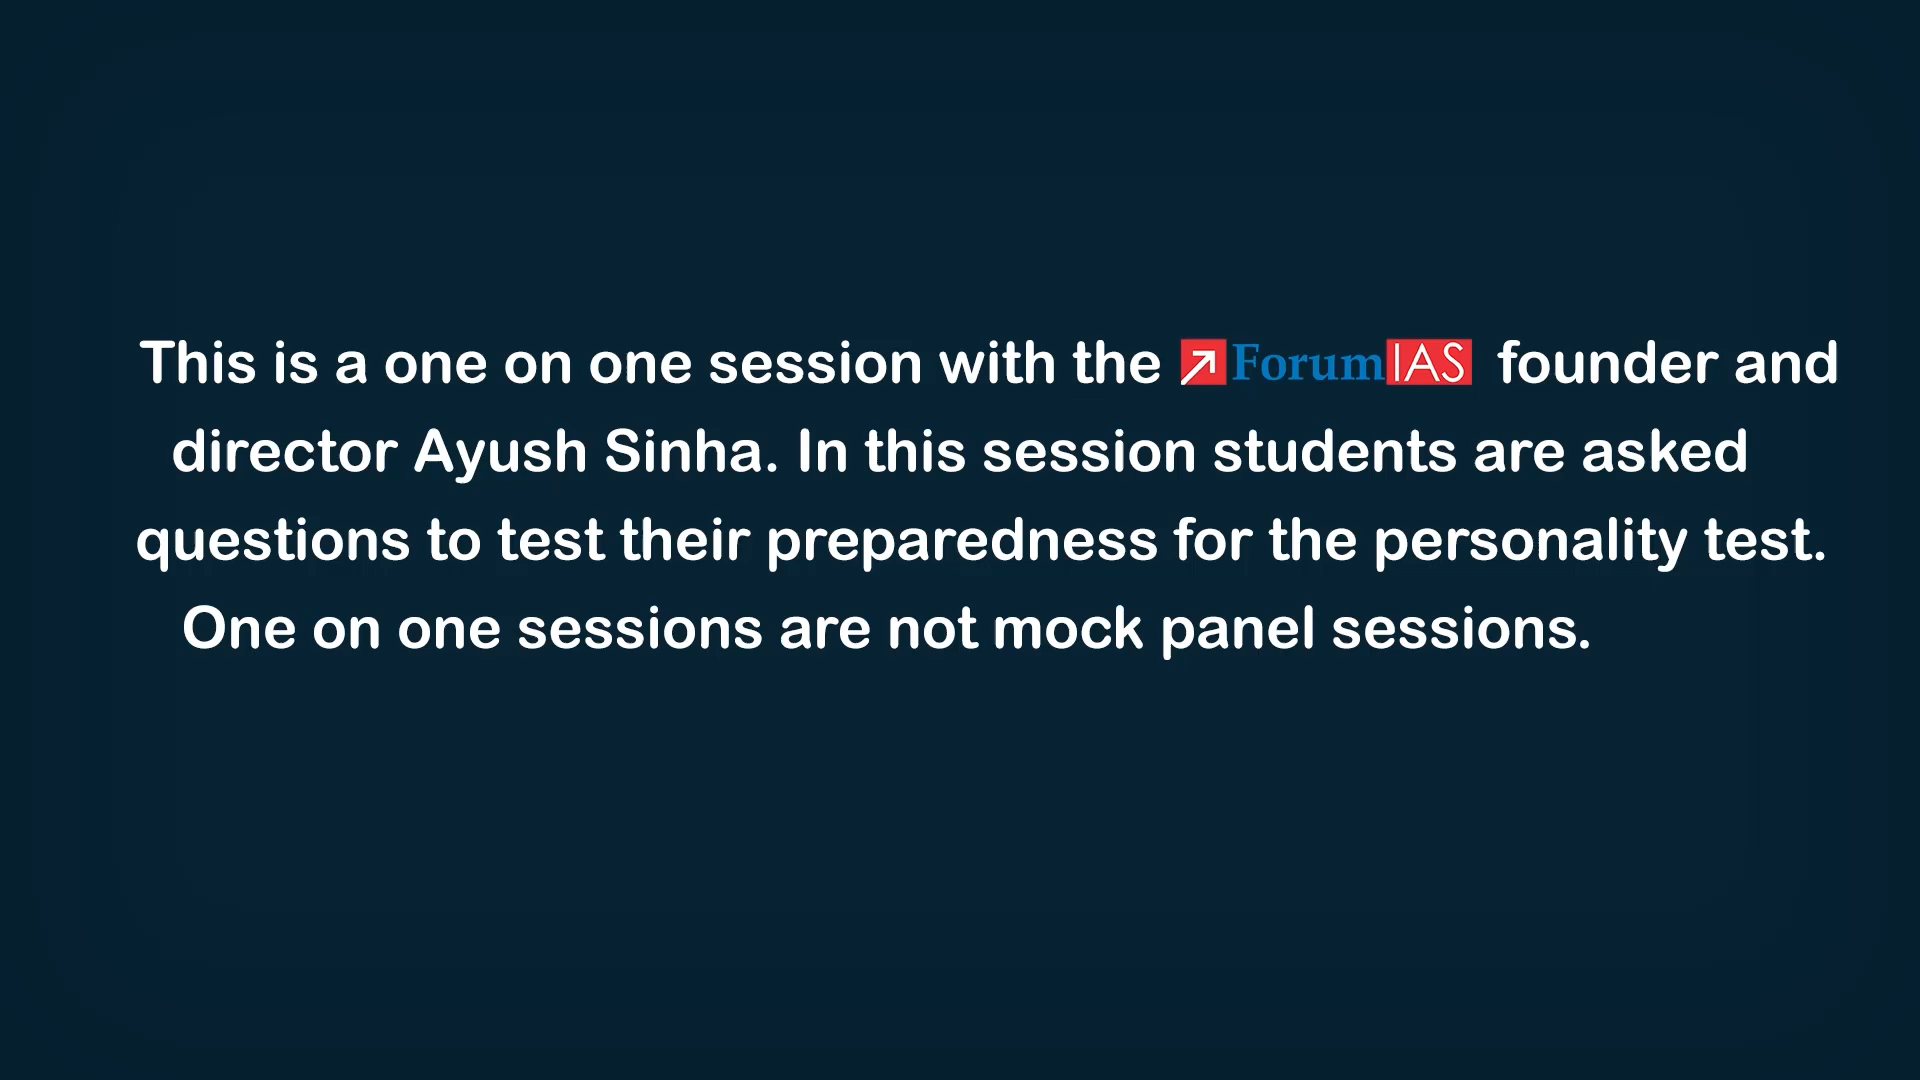 This is a one on one session with the ForumIAS founder and
director Ayush Sinha. In this session students are asked
questions to test their preparedness for the personality test.
One on one sessions are not mock panel sessions.